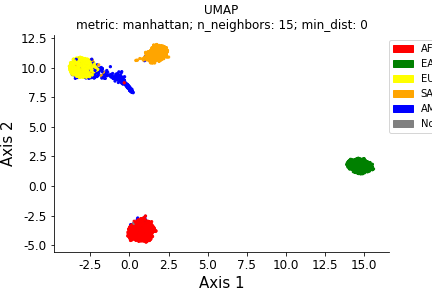 UMAP
metric: manhattan; n_neighbors: 15; min_dist: 0
12.5
10.0
7.5
5.0
2.5
0.0
-2.5
-5.0
Axis 2
-2.5 0.0 2.5 5.0 7.5 10.0 12.5 15.0
Axis 1
AF
EA
EU
SA
AM
No